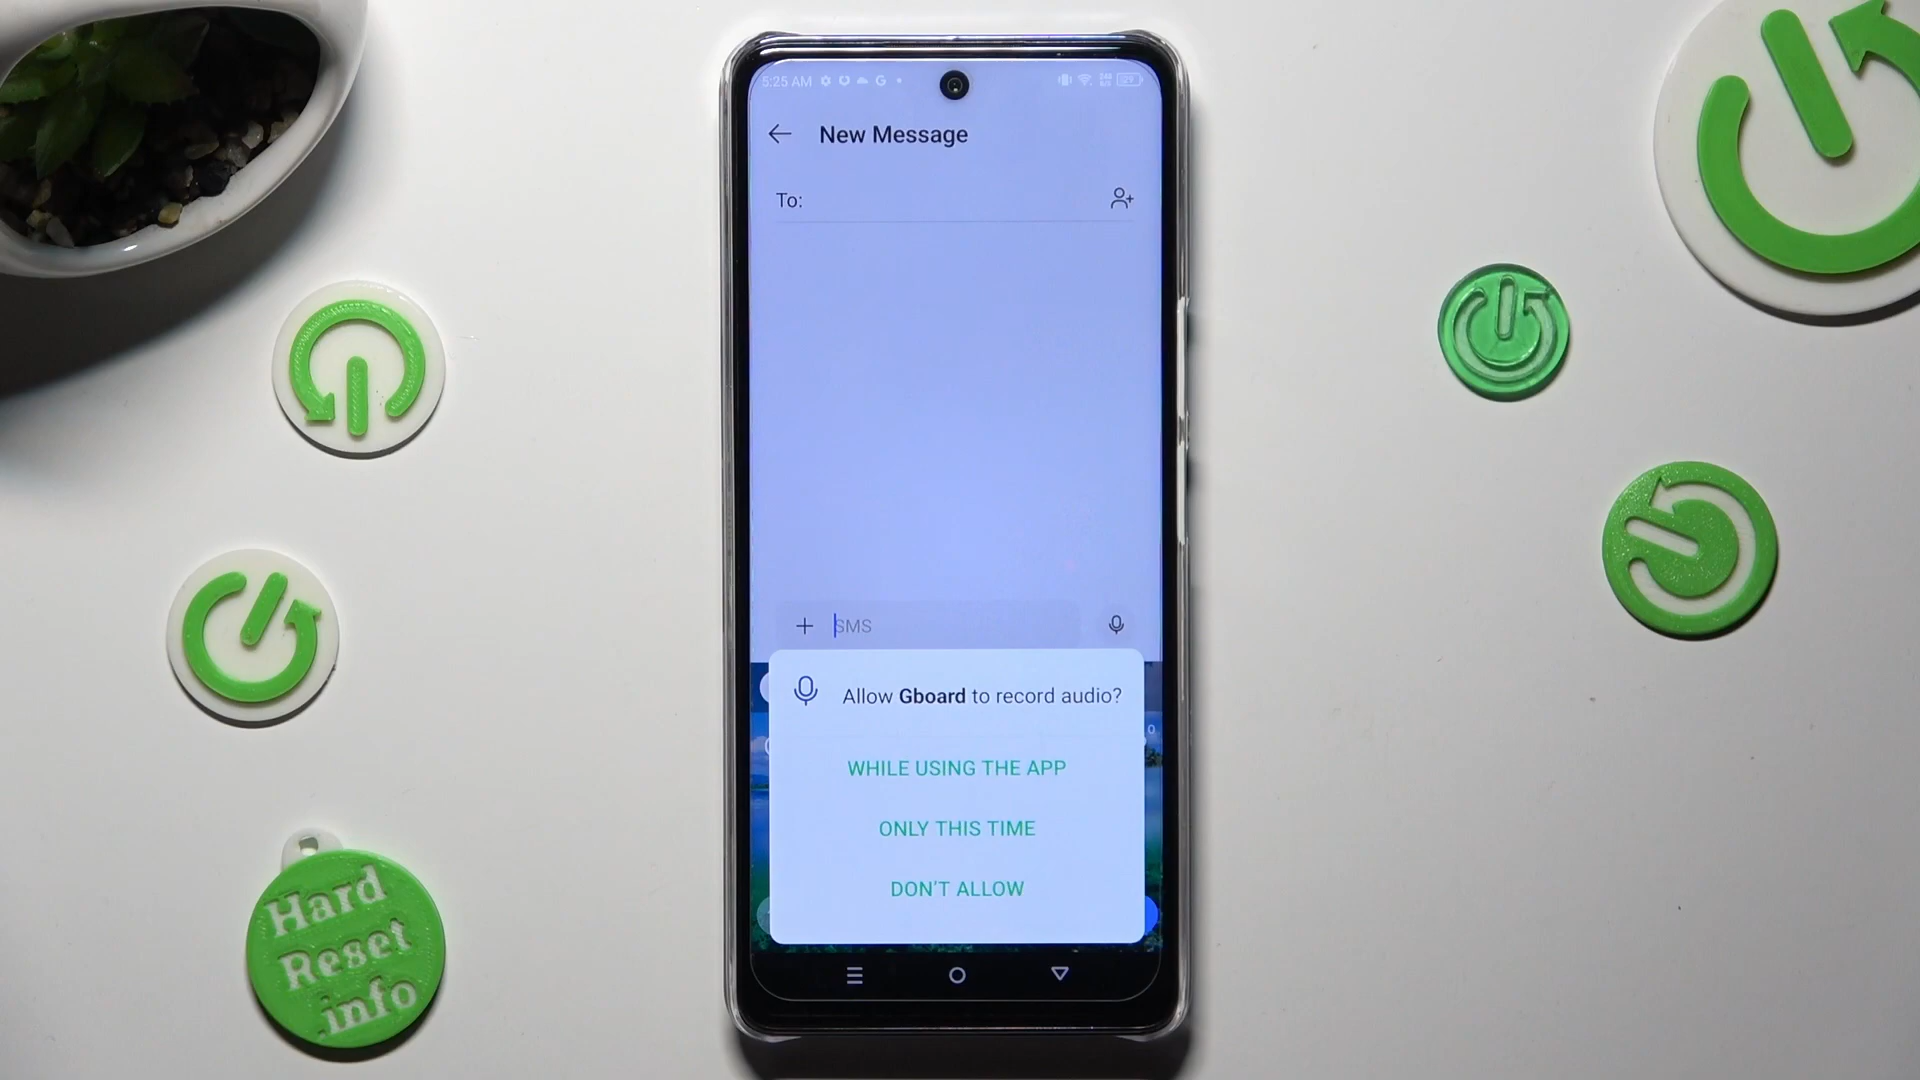 5:25 AM
New Message
To:
SMS
Allow Gboard to record audio?
WHILE USING THE APP
ONLY THIS TIME
DON'T ALLOW
Hard
Reset
.info